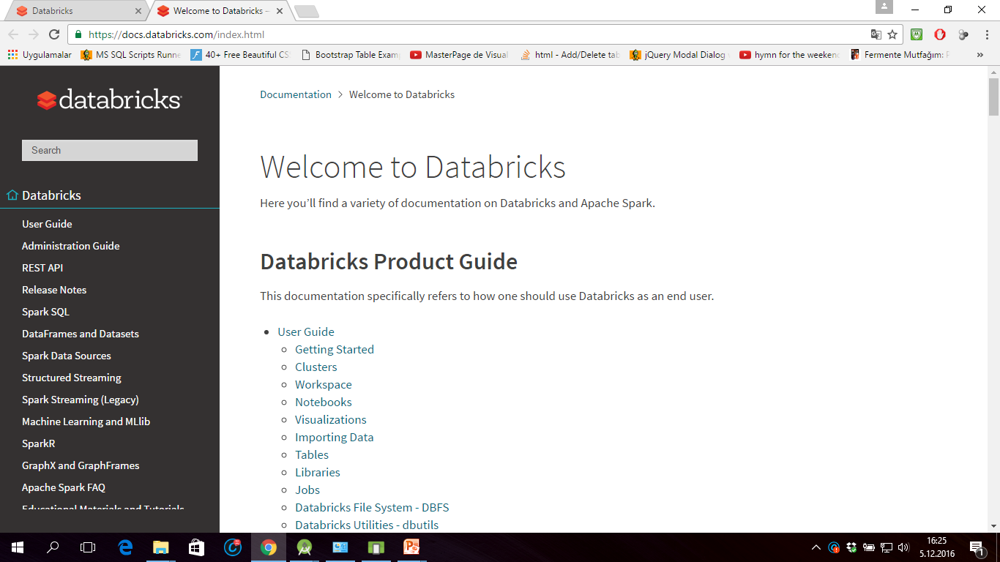 Databricks
Welcome to Databricks –
https://docs.databricks.com/index.html
Uygulamalar
MS SQL Scripts Runne
40+ Free Beautiful CS
Bootstrap Table Exam
MasterPage de Visual
html - Add/Delete tab
jQuery Modal Dialog
hymn for the weeken
Fermente Mutfağım:
»
databricks
Search
Databricks
User Guide
Administration Guide
REST API
Release Notes
Spark SQL
DataFrames and Datasets
Spark Data Sources
Structured Streaming
Spark Streaming (Legacy)
Machine Learning and MLlib
SparkR
GraphX and GraphFrames
Apache Spark FAQ
Educational Materials and Tutorials
Documentation > Welcome to Databricks
Welcome to Databricks
Here you’ll find a variety of documentation on Databricks and Apache Spark.
Databricks Product Guide
This documentation specifically refers to how one should use Databricks as an end user.
• User Guide
Getting Started
Clusters
Workspace
Notebooks
Visualizations
Importing Data
Tables
Libraries
Jobs
Databricks File System - DBFS
Databricks Utilities - dbutils
16:25
5.12.2016
1